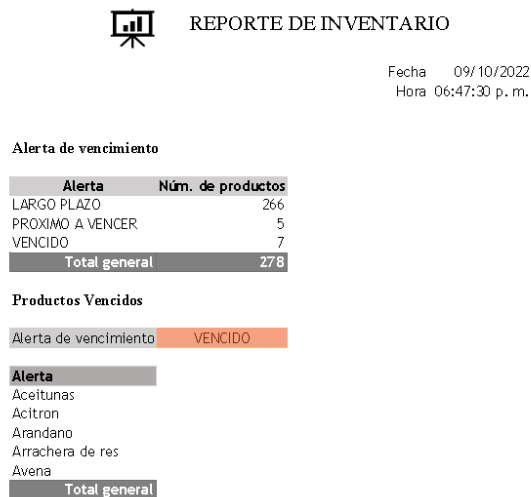 REPORTE DE INVENTARIO
Fecha 09/10/2022
Hora 06:47:30 p. m.
Alerta de vencimiento
Alerta Núm. de productos
LARGO PLAZO 266
PROXIMO A VENCER 5
VENCIDO 7
Total general 278
Productos Vencidos
Alerta de vencimiento VENCIDO
Alerta
Aceitunas
Acitron
Arandano
Arrachera de res
Avena
Total general